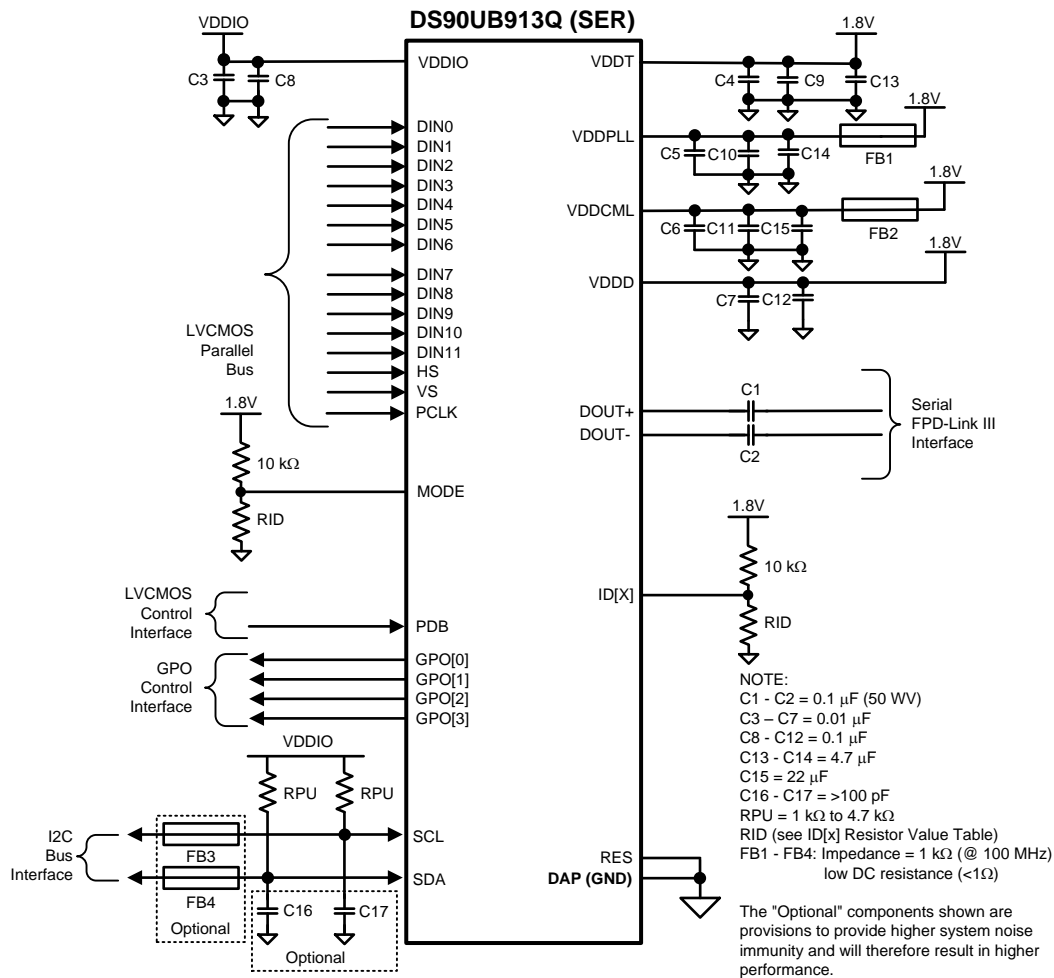 DS90UB913Q (SER)
VDDIO
C3
C8
VDDIO
DIN0
DIN1
DIN2
DIN3
DIN4
DIN5
DIN6
DIN7
DIN8
DIN9
DIN10
DIN11
HS
VS
PCLK
LVCMOS
Parallel
Bus
1.8V
10 kΩ
RID
MODE
LVCMOS
Control
Interface
PDB
GPO
Control
Interface
GPO[0]
GPO[1]
GPO[2]
GPO[3]
VDDIO
RPU
RPU
I2C
Bus
Interface
FB3
FB4
Optional
SCL
SDA
C16
C17
Optional
VDDT
1.8V
C4
C9
C13
VDDPLL
1.8V
C5
C10
C14
FB1
VDDCML
1.8V
C6
C11
C15
FB2
VDDD
1.8V
C7
C12
DOUT+
DOUT-
C1
C2
Serial
FPD-Link III
Interface
1.8V
10 kΩ
ID[X]
RID
RES
DAP (GND)
NOTE:
C1 - C2 = 0.1 μF (50 WV)
C3 – C7 = 0.01 μF
C8 - C12 = 0.1 μF
C13 - C14 = 4.7 μF
C15 = 22 μF
C16 - C17 = >100 pF
RPU = 1 kΩ to 4.7 kΩ
RID (see ID[x] Resistor Value Table)
FB1 - FB4: Impedance = 1 kΩ (@ 100 MHz)
low DC resistance (<1Ω)
The "Optional" components shown are
provisions to provide higher system noise
immunity and will therefore result in higher
performance.